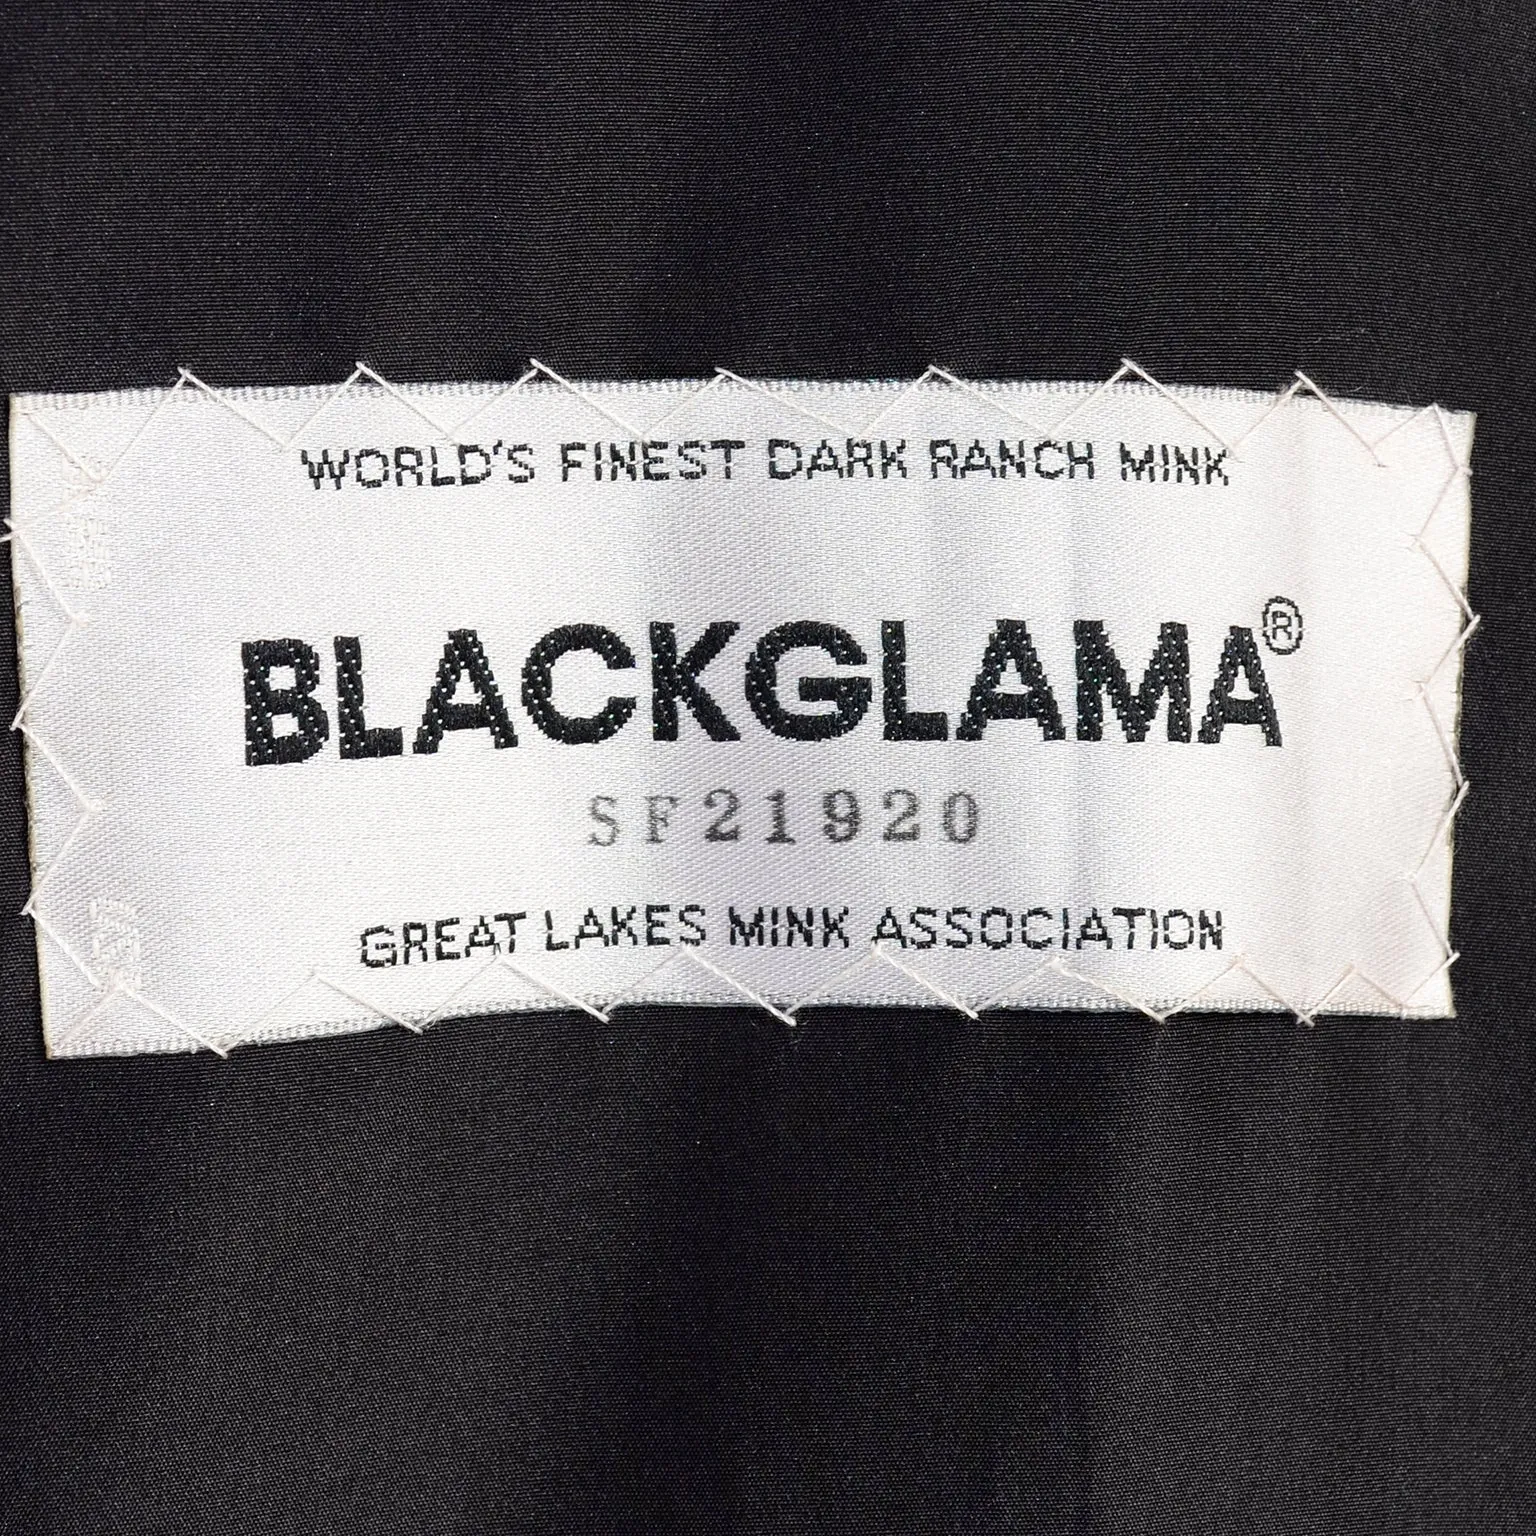 WORLD'S FINEST DARK RANCH MINK
BLACKGLAMA®
SF21920
GREAT LAKES MINK ASSOCIATION